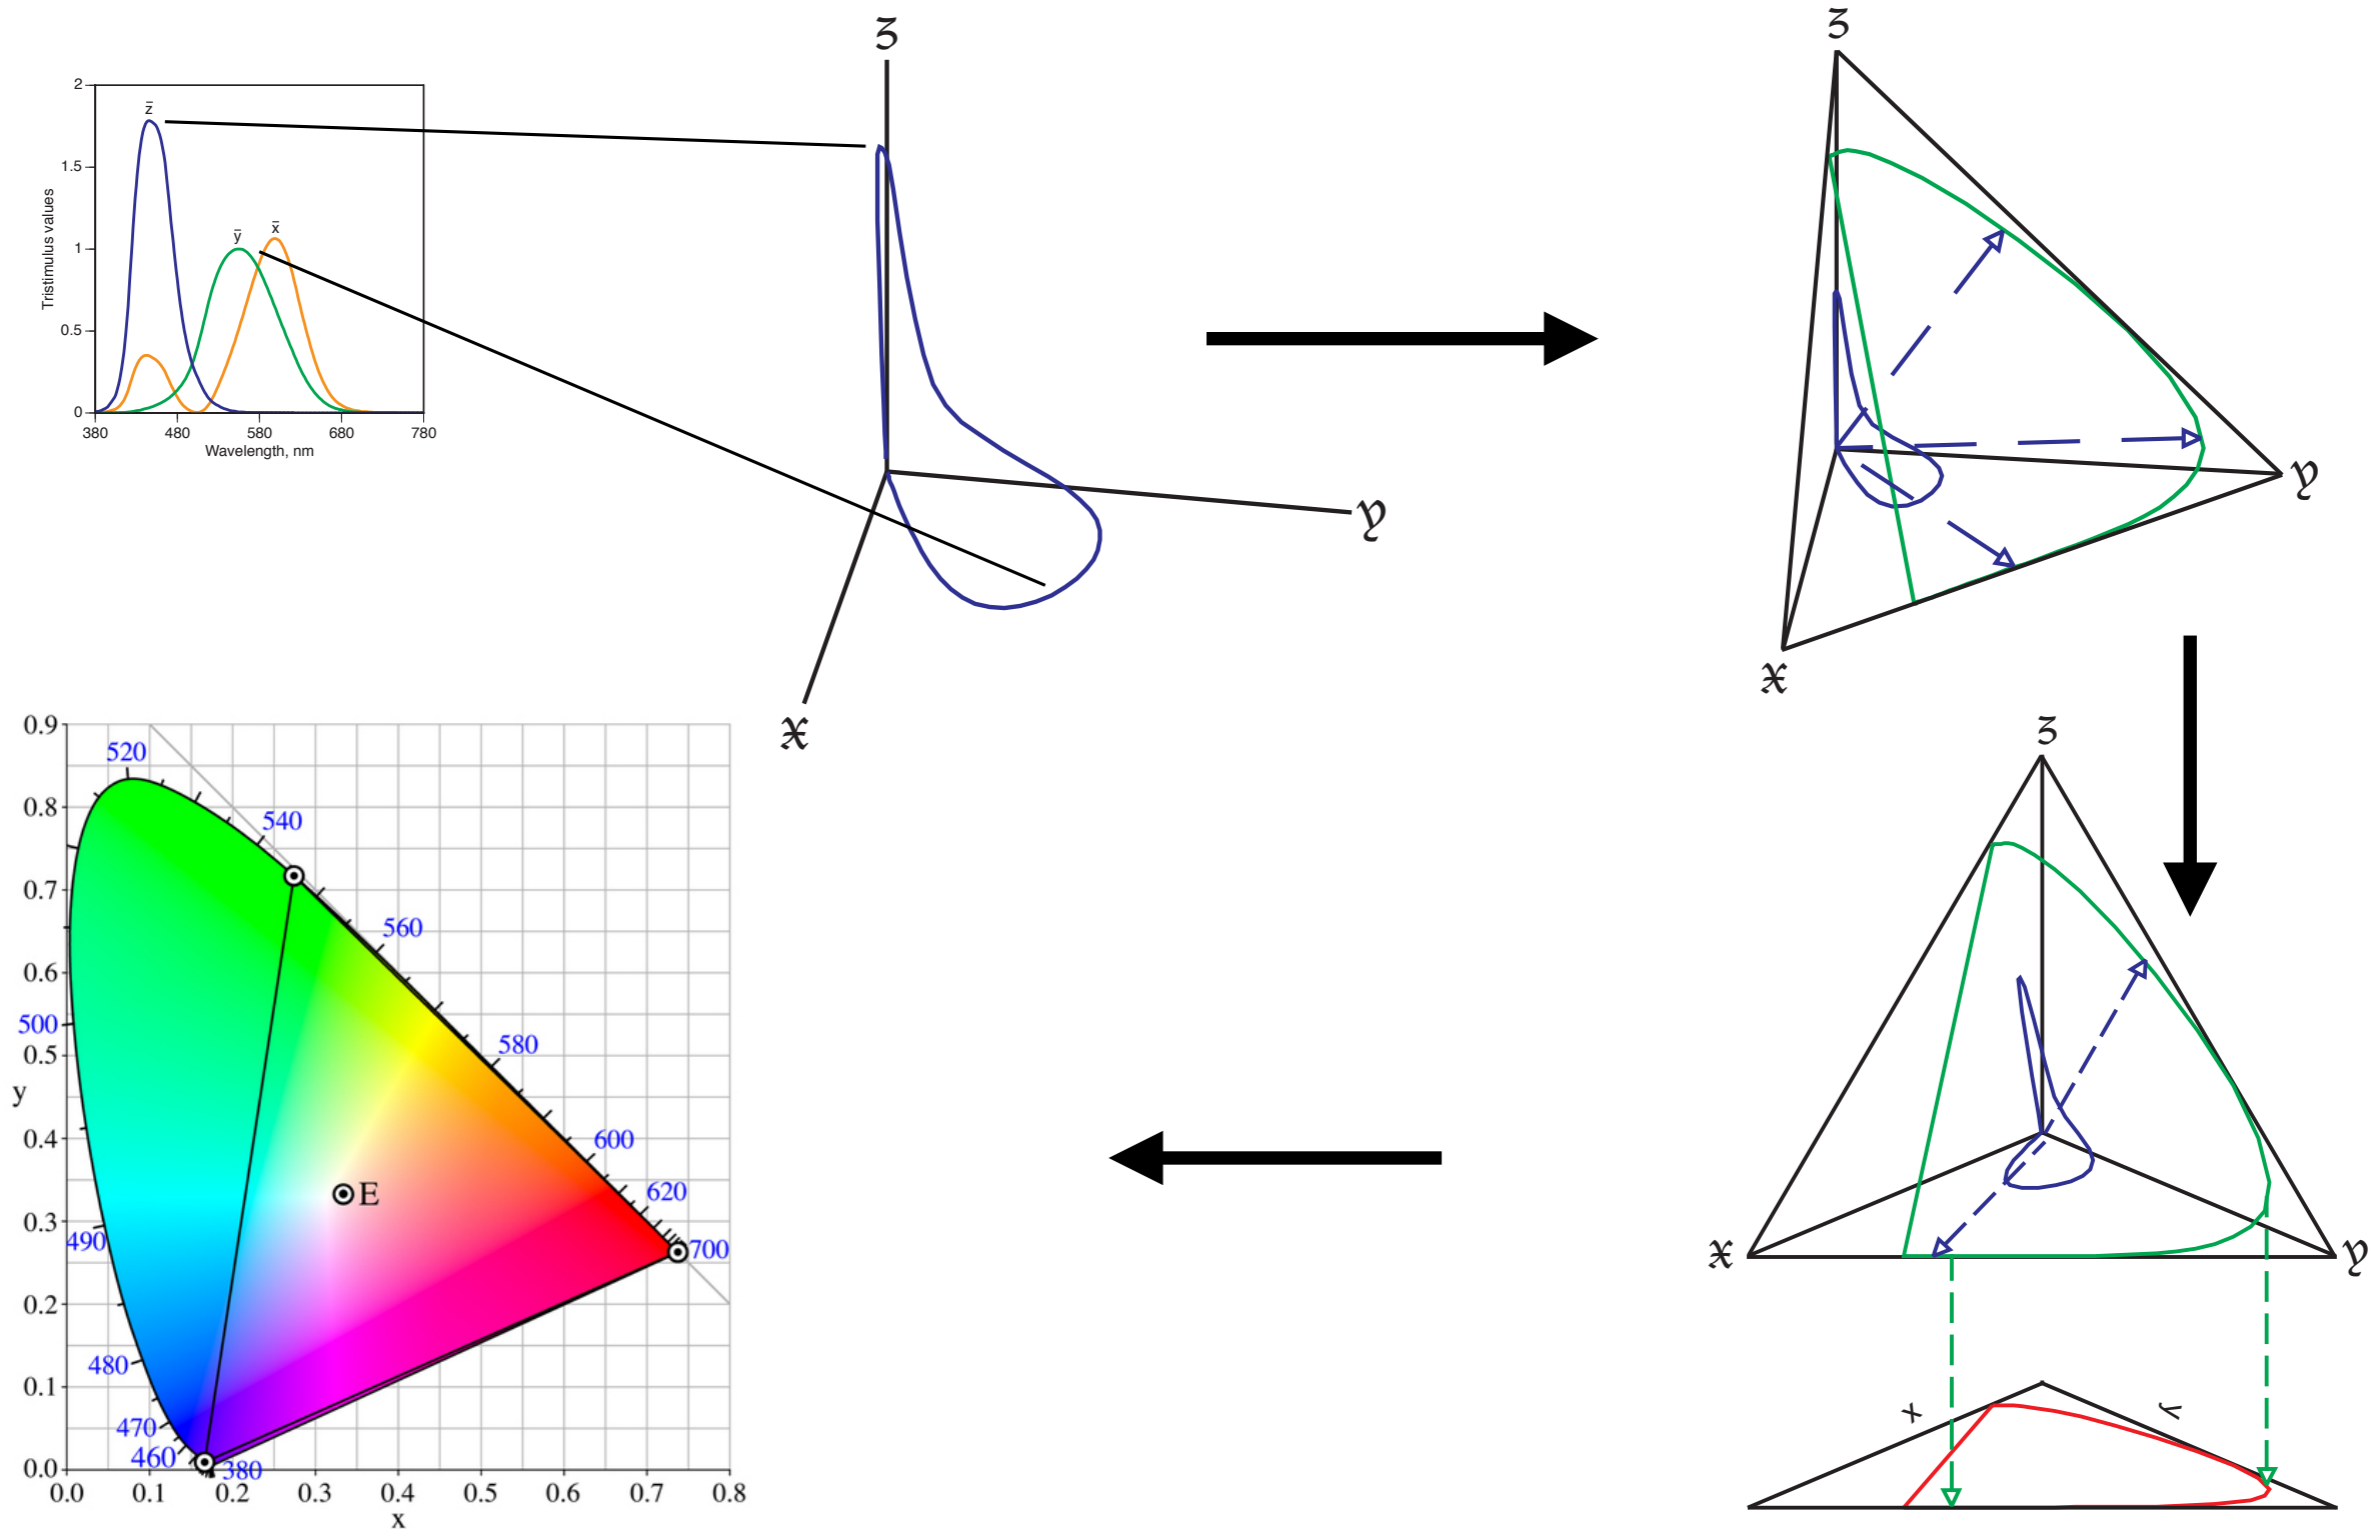 2
1.5
1
0.5
0
Tristimulus values
z̄
ȳ
x̄
380 480 580 680 780
Wavelength, nm
z
y
x
z
y
x
z
x
y
x
y
0.9
0.8
0.7
0.6
0.5
0.4
0.3
0.2
0.1
0.0
y
520
540
560
500
580
600
620
E
490
700
480
470
460
380
0.0 0.1 0.2 0.3 0.4 0.5 0.6 0.7 0.8
x